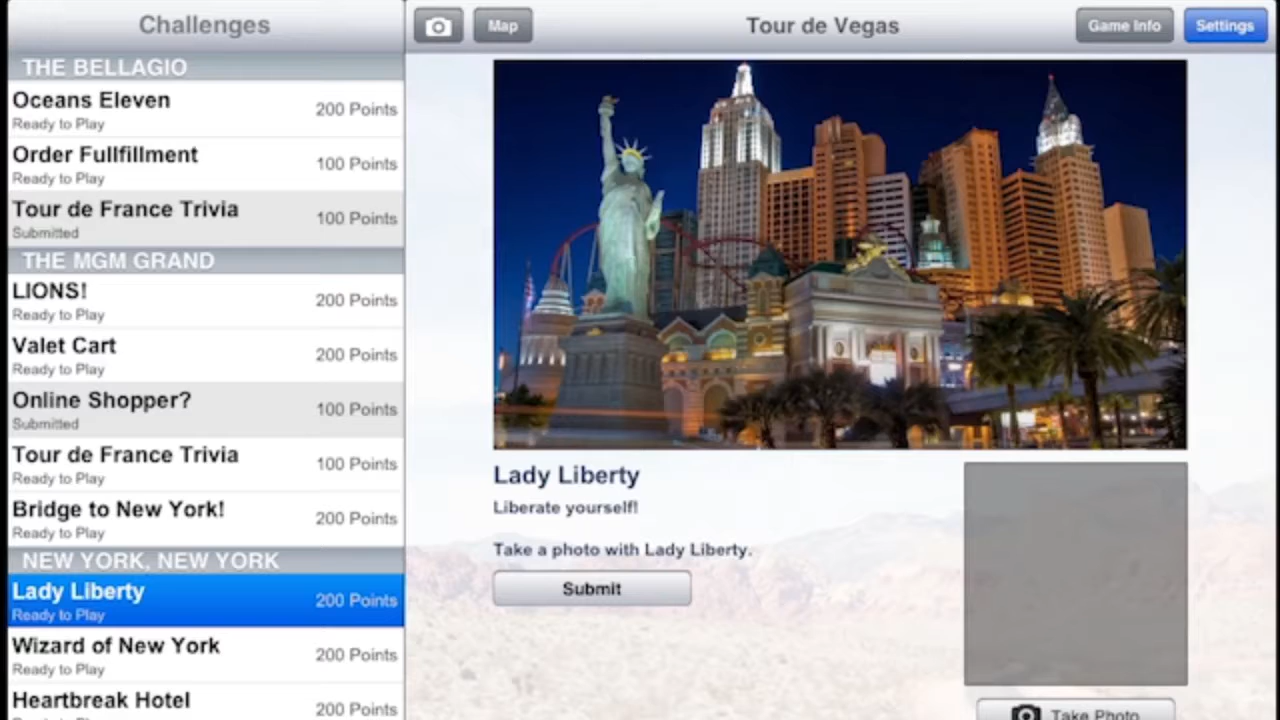 Challenges
THE BELLAGIO
Oceans Eleven
200 Points
Ready to Play
Order Fullfillment
100 Points
Ready to Play
Tour de France Trivia
100 Points
Submitted
THE MGM GRAND
LIONS!
200 Points
Ready to Play
Valet Cart
200 Points
Ready to Play
Online Shopper?
100 Points
Submitted
Tour de France Trivia
100 Points
Ready to Play
Bridge to New York!
200 Points
Ready to Play
NEW YORK, NEW YORK
Lady Liberty
200 Points
Ready to Play
Wizard of New York
200 Points
Ready to Play
Heartbreak Hotel
200 Points
Map
Tour de Vegas
Game Info
Settings
Lady Liberty
Liberate yourself!
Take a photo with Lady Liberty.
Submit
Take Photo